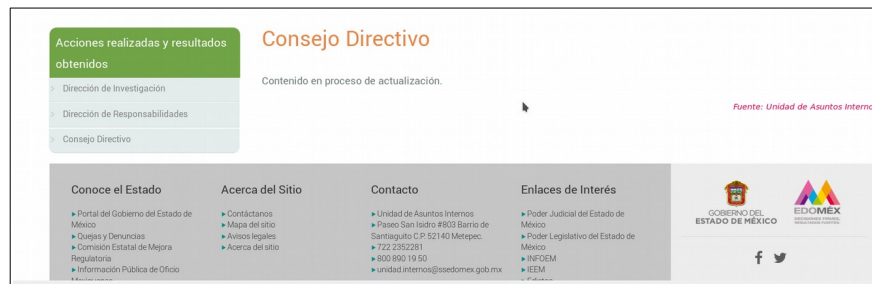 Acciones realizadas y resultados
obtenidos
Dirección de Investigación
Dirección de Responsabilidades
Consejo Directivo
Consejo Directivo
Contenido en proceso de actualización.
Fuente: Unidad de Asuntos Interno
Conoce el Estado
Portal del Gobierno del Estado de
México
Quejas y Denuncias
Comisión Estatal de Mejora
Regulatoria
Información Pública de Oficio
Mexiquense
Acerca del Sitio
Contáctanos
Mapa del sitio
Avisos legales
Acerca del sitio
Contacto
Unidad de Asuntos Internos
Paseo San Isidro #803 Barrio de
Santiaguito C.P. 52140 Metepec.
722 2352281
800 890 19 50
unidad.internos@ssedomex.gob.mx
Enlaces de Interés
Poder Judicial del Estado de
México
Poder Legislativo del Estado de
México
INFOEM
IEEM
GOBIERNO DEL
ESTADO DE MÉXICO
EDOMÉX
DECISIONES FIRMES, RESULTADOS FUERTES.